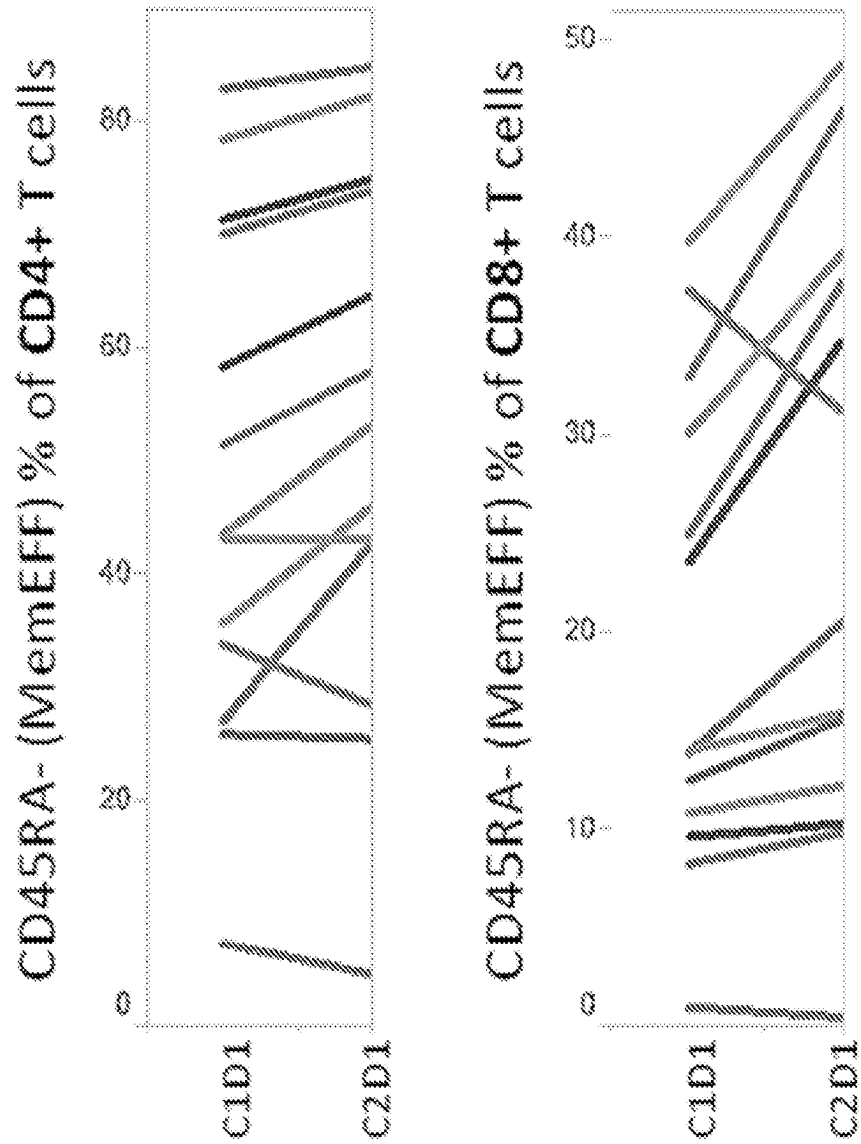 CD45RA- (MemEFF) % of CD4+ T cells
80
60
40
20
0
C1D1
C2D1
CD45RA- (MemEFF) % of CD8+ T cells
50
40
30
20
10
0
C1D1
C2D1